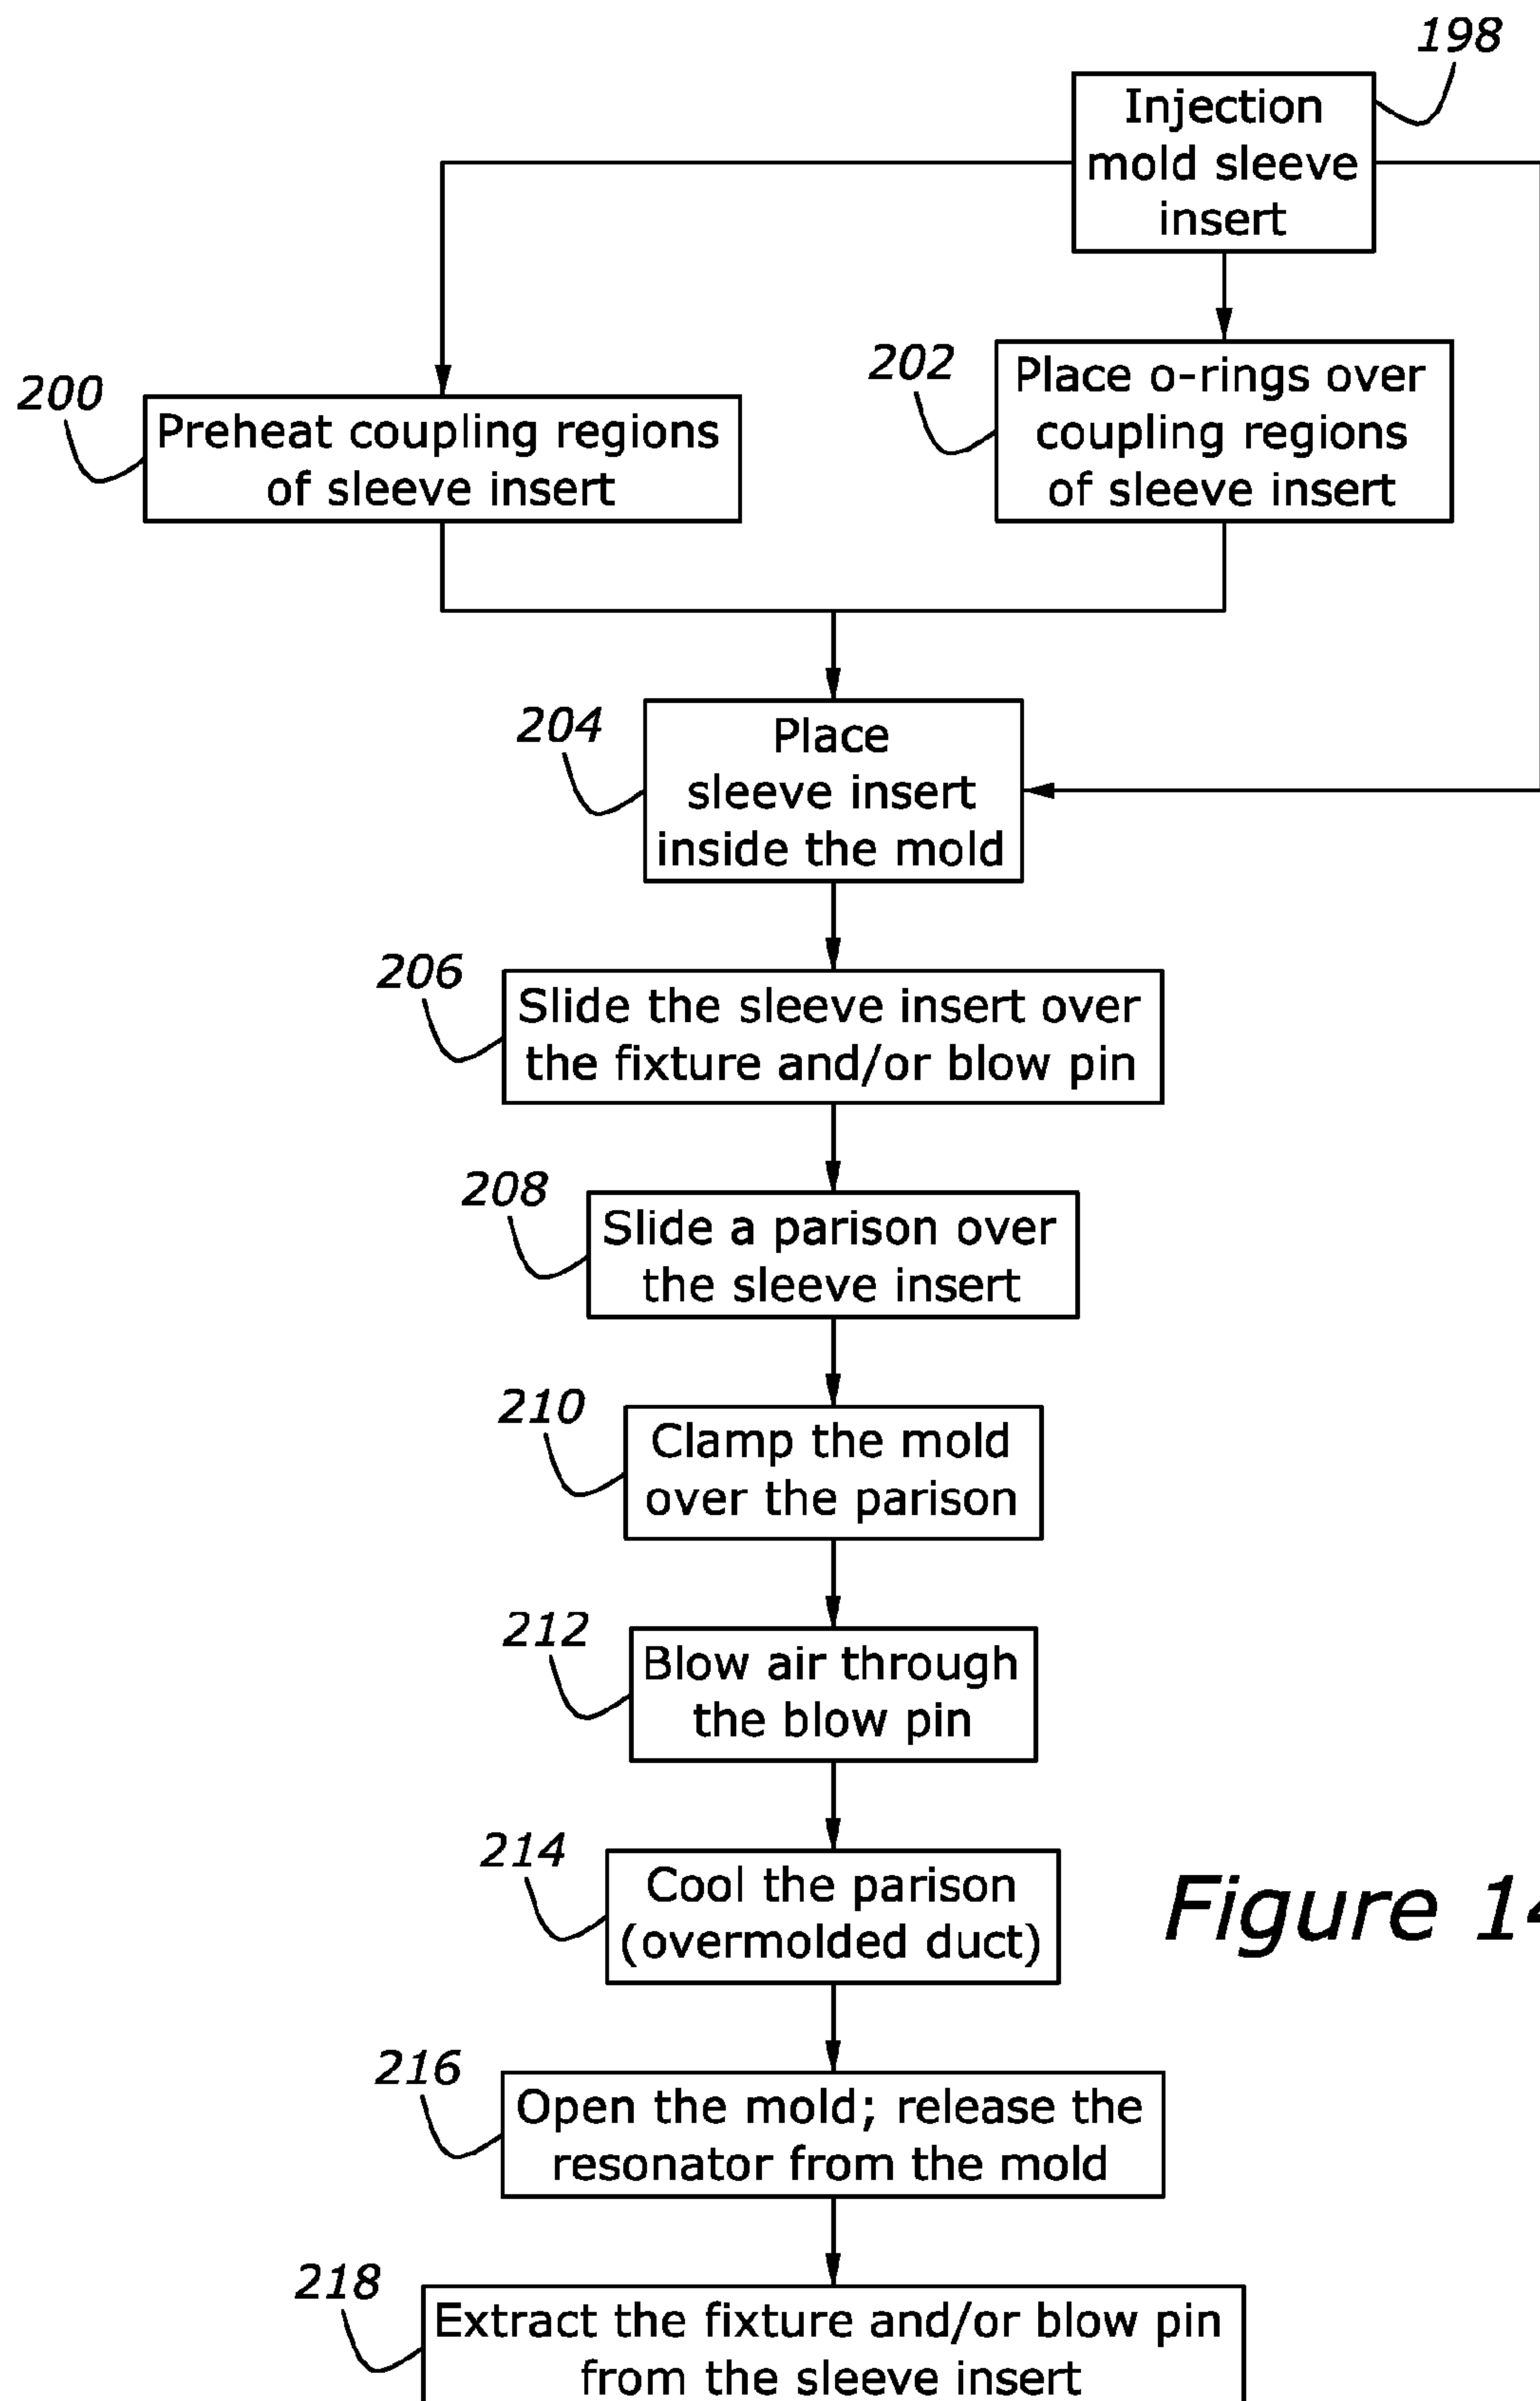 198
Injection
mold sleeve
insert
200
Preheat coupling regions
of sleeve insert
202
Place o-rings over
coupling regions
of sleeve insert
204
Place
sleeve insert
inside the mold
206
Slide the sleeve insert over
the fixture and/or blow pin
208
Slide a parison over
the sleeve insert
210
Clamp the mold
over the parison
212
Blow air through
the blow pin
214
Cool the parison
(overmolded duct)
Figure 14
216
Open the mold; release the
resonator from the mold
218
Extract the fixture and/or blow pin
from the sleeve insert